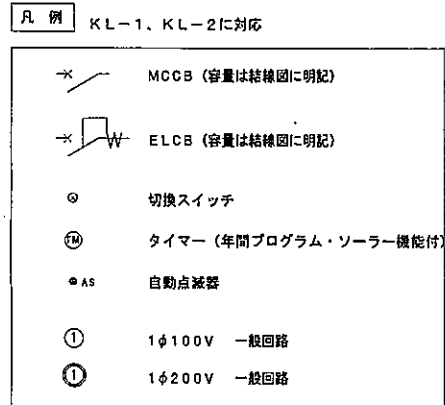 凡 例 KL-1、KL-2に対応
MCCB (容量は結線図に明記)
ELCB (容量は結線図に明記)
切換スイッチ
TM タイマー (年間プログラム・ソーラー機能付)
AS 自動点滅器
① 1φ100V 一般回路
① 1φ200V 一般回路